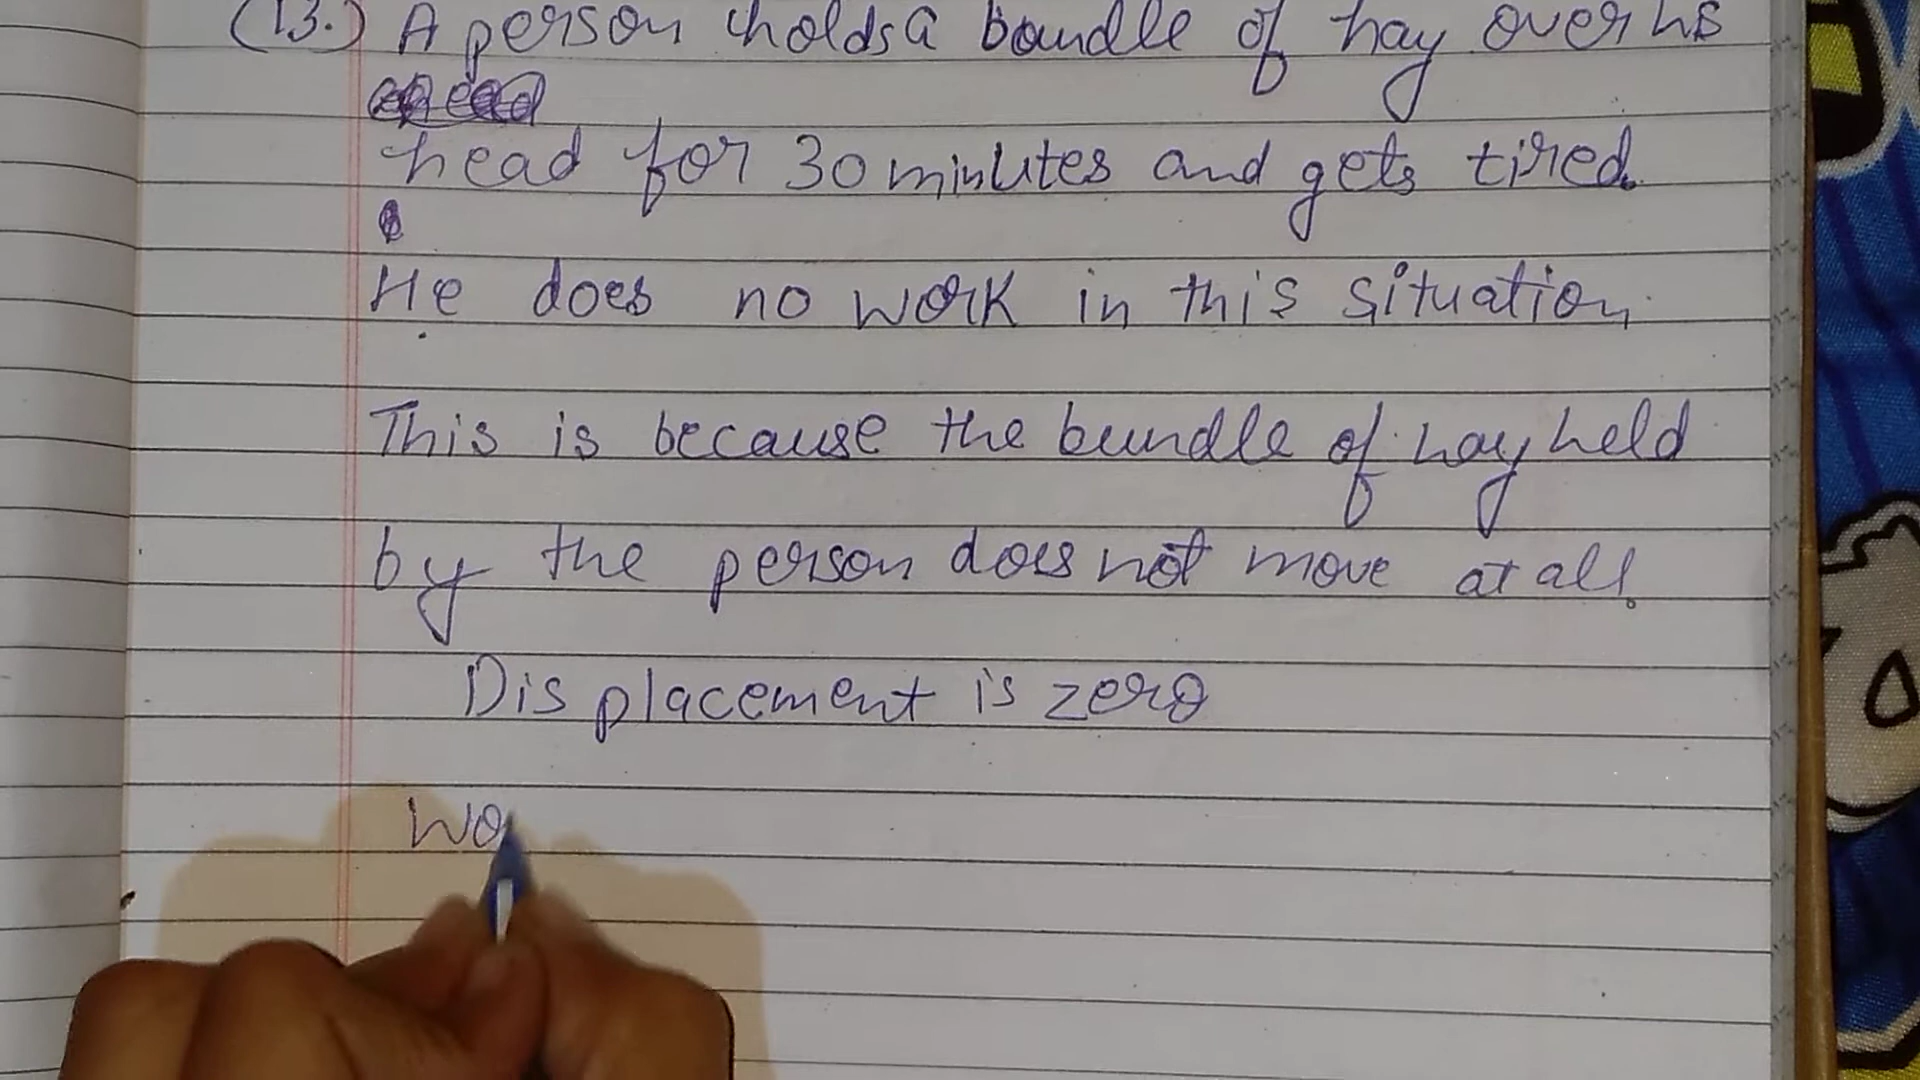 (13.) A person holds a bundle of hay over his
head for 30 minutes and gets tired.
He does no work in this situation.
This is because the bundle of hay held
by the person does not move at all.
Displacement is zero
Wo